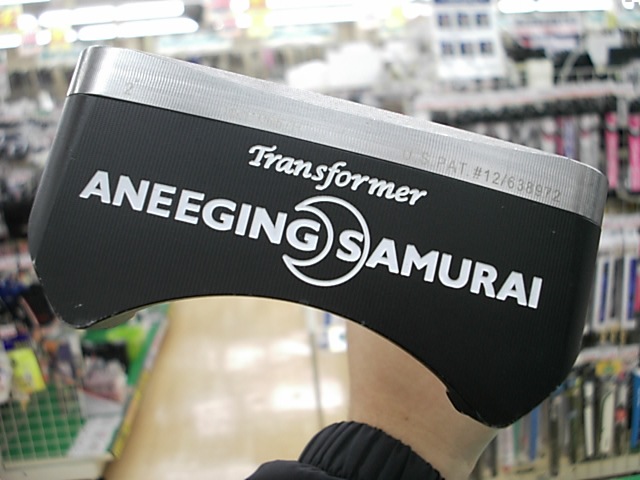 U.S.PAT.#12/638972
Transformer
ANEEGING SAMURAI